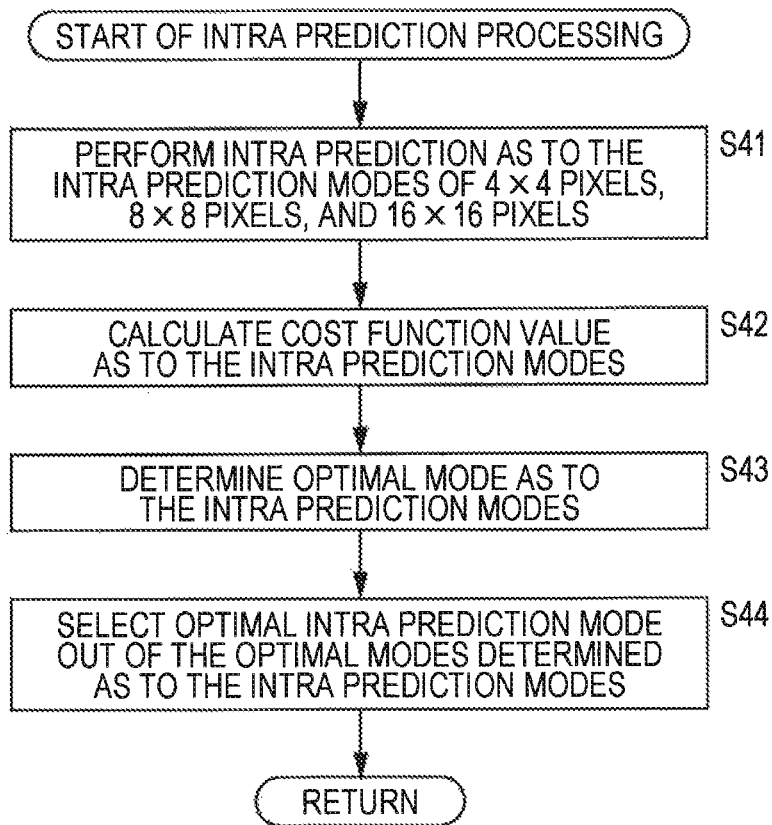 START OF INTRA PREDICTION PROCESSING
S41
PERFORM INTRA PREDICTION AS TO THE
INTRA PREDICTION MODES OF 4 × 4 PIXELS,
8 × 8 PIXELS, AND 16 × 16 PIXELS
S42
CALCULATE COST FUNCTION VALUE
AS TO THE INTRA PREDICTION MODES
S43
DETERMINE OPTIMAL MODE AS TO
THE INTRA PREDICTION MODES
S44
SELECT OPTIMAL INTRA PREDICTION MODE
OUT OF THE OPTIMAL MODES DETERMINED
AS TO THE INTRA PREDICTION MODES
RETURN